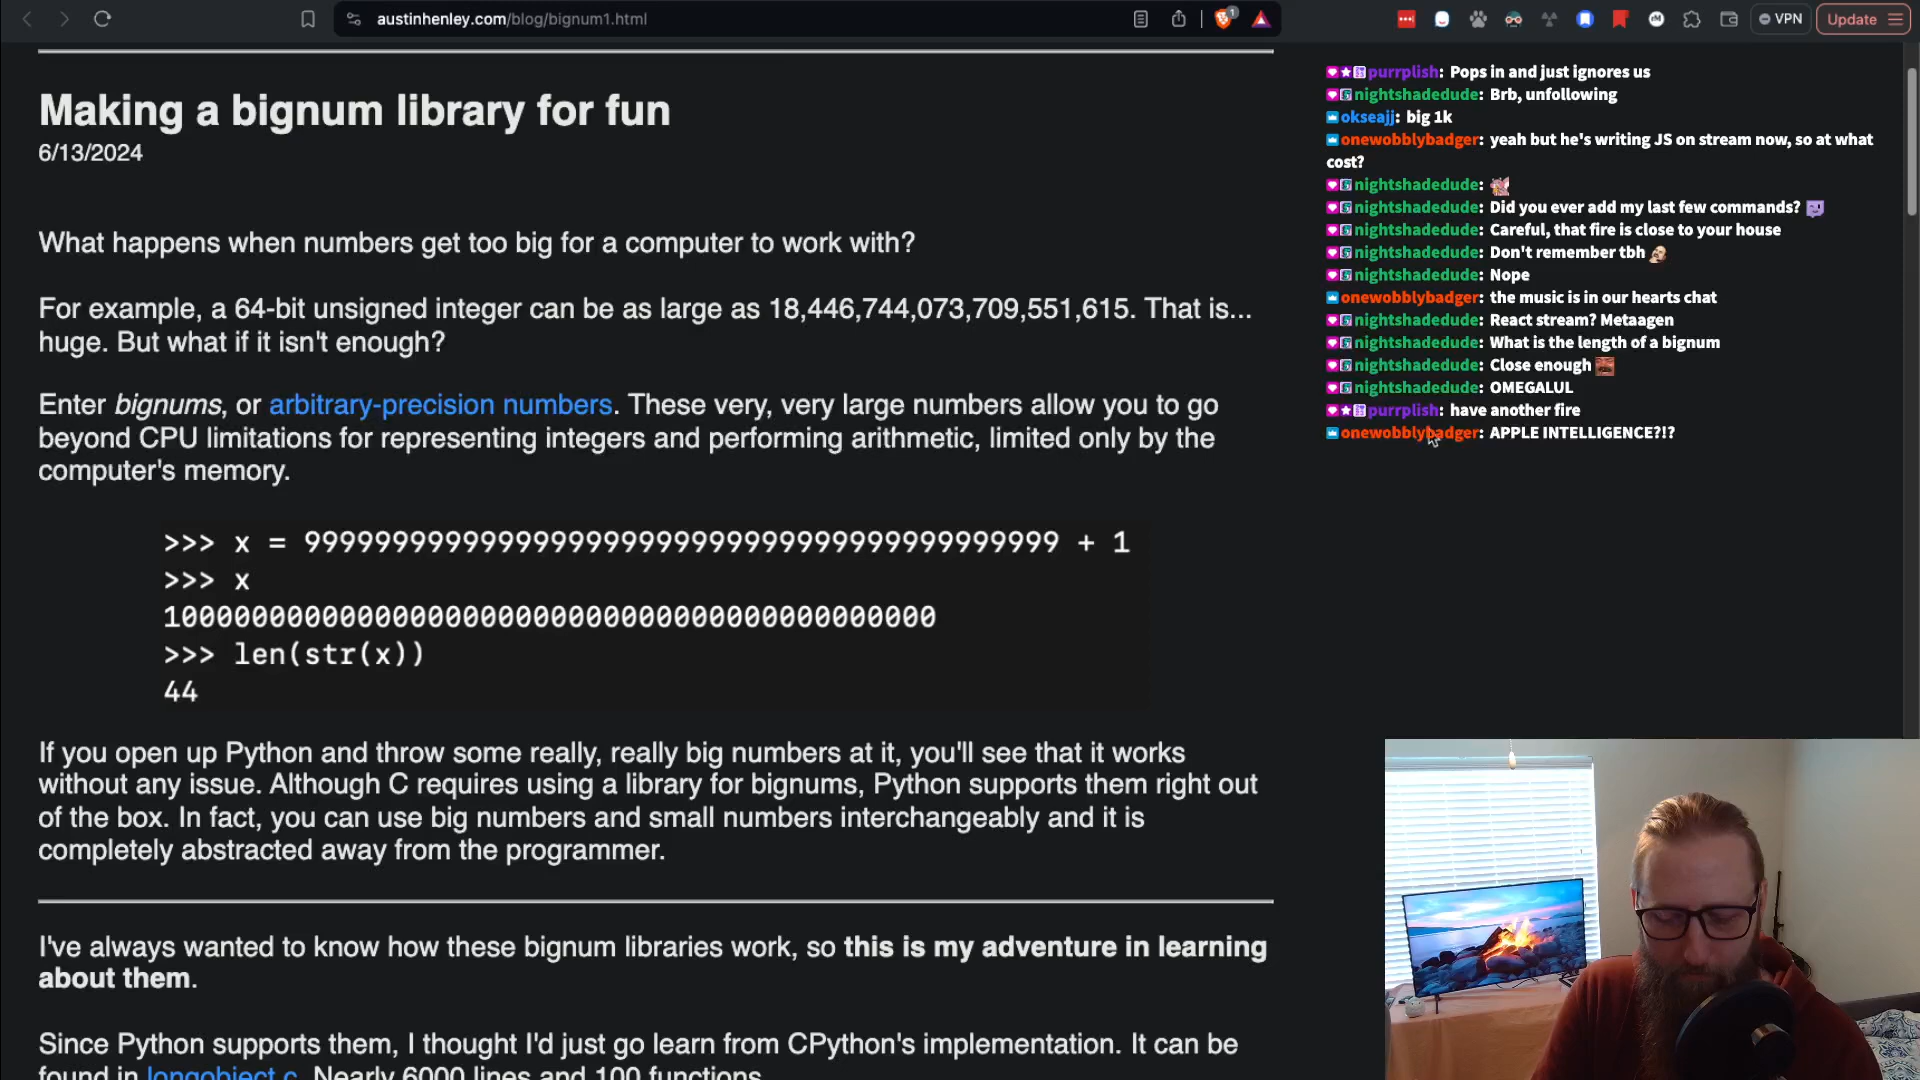 austinhenley.com/blog/bignum1.html
1
VPN
Update
Making a bignum library for fun
6/13/2024
What happens when numbers get too big for a computer to work with?
For example, a 64-bit unsigned integer can be as large as 18,446,744,073,709,551,615. That is...
huge. But what if it isn't enough?
Enter bignums, or arbitrary-precision numbers. These very, very large numbers allow you to go
beyond CPU limitations for representing integers and performing arithmetic, limited only by the
computer's memory.
>>> x = 9999999999999999999999999999999999999999999 + 1
>>> x
10000000000000000000000000000000000000000000
>>> len(str(x))
44
If you open up Python and throw some really, really big numbers at it, you'll see that it works
without any issue. Although C requires using a library for bignums, Python supports them right out
of the box. In fact, you can use big numbers and small numbers interchangeably and it is
completely abstracted away from the programmer.
I've always wanted to know how these bignum libraries work, so this is my adventure in learning
about them.
Since Python supports them, I thought I'd just go learn from CPython's implementation. It can be
found in longobject.c. Nearly 6000 lines and 100 functions.
purrplish: Pops in and just ignores us
nightshadedude: Brb, unfollowing
okseajj: big 1k
onewobblybadger: yeah but he's writing JS on stream now, so at what
cost?
nightshadedude:
nightshadedude: Did you ever add my last few commands?
nightshadedude: Careful, that fire is close to your house
nightshadedude: Don't remember tbh
nightshadedude: Nope
onewobblybadger: the music is in our hearts chat
nightshadedude: React stream? Metaagen
nightshadedude: What is the length of a bignum
nightshadedude: Close enough
nightshadedude: OMEGALUL
purrplish: have another fire
onewobblybadger: APPLE INTELLIGENCE?!?